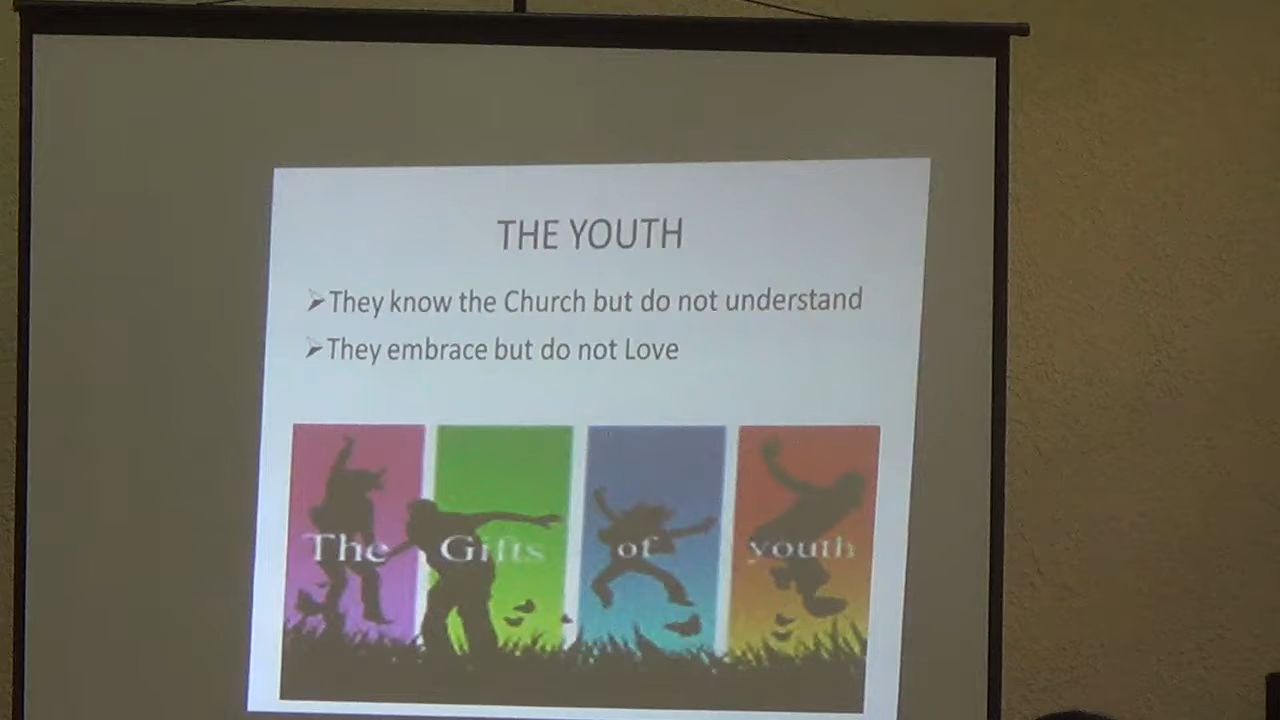 THE YOUTH
➢They know the Church but do not understand
➢They embrace but do not Love
The Gifts of youth